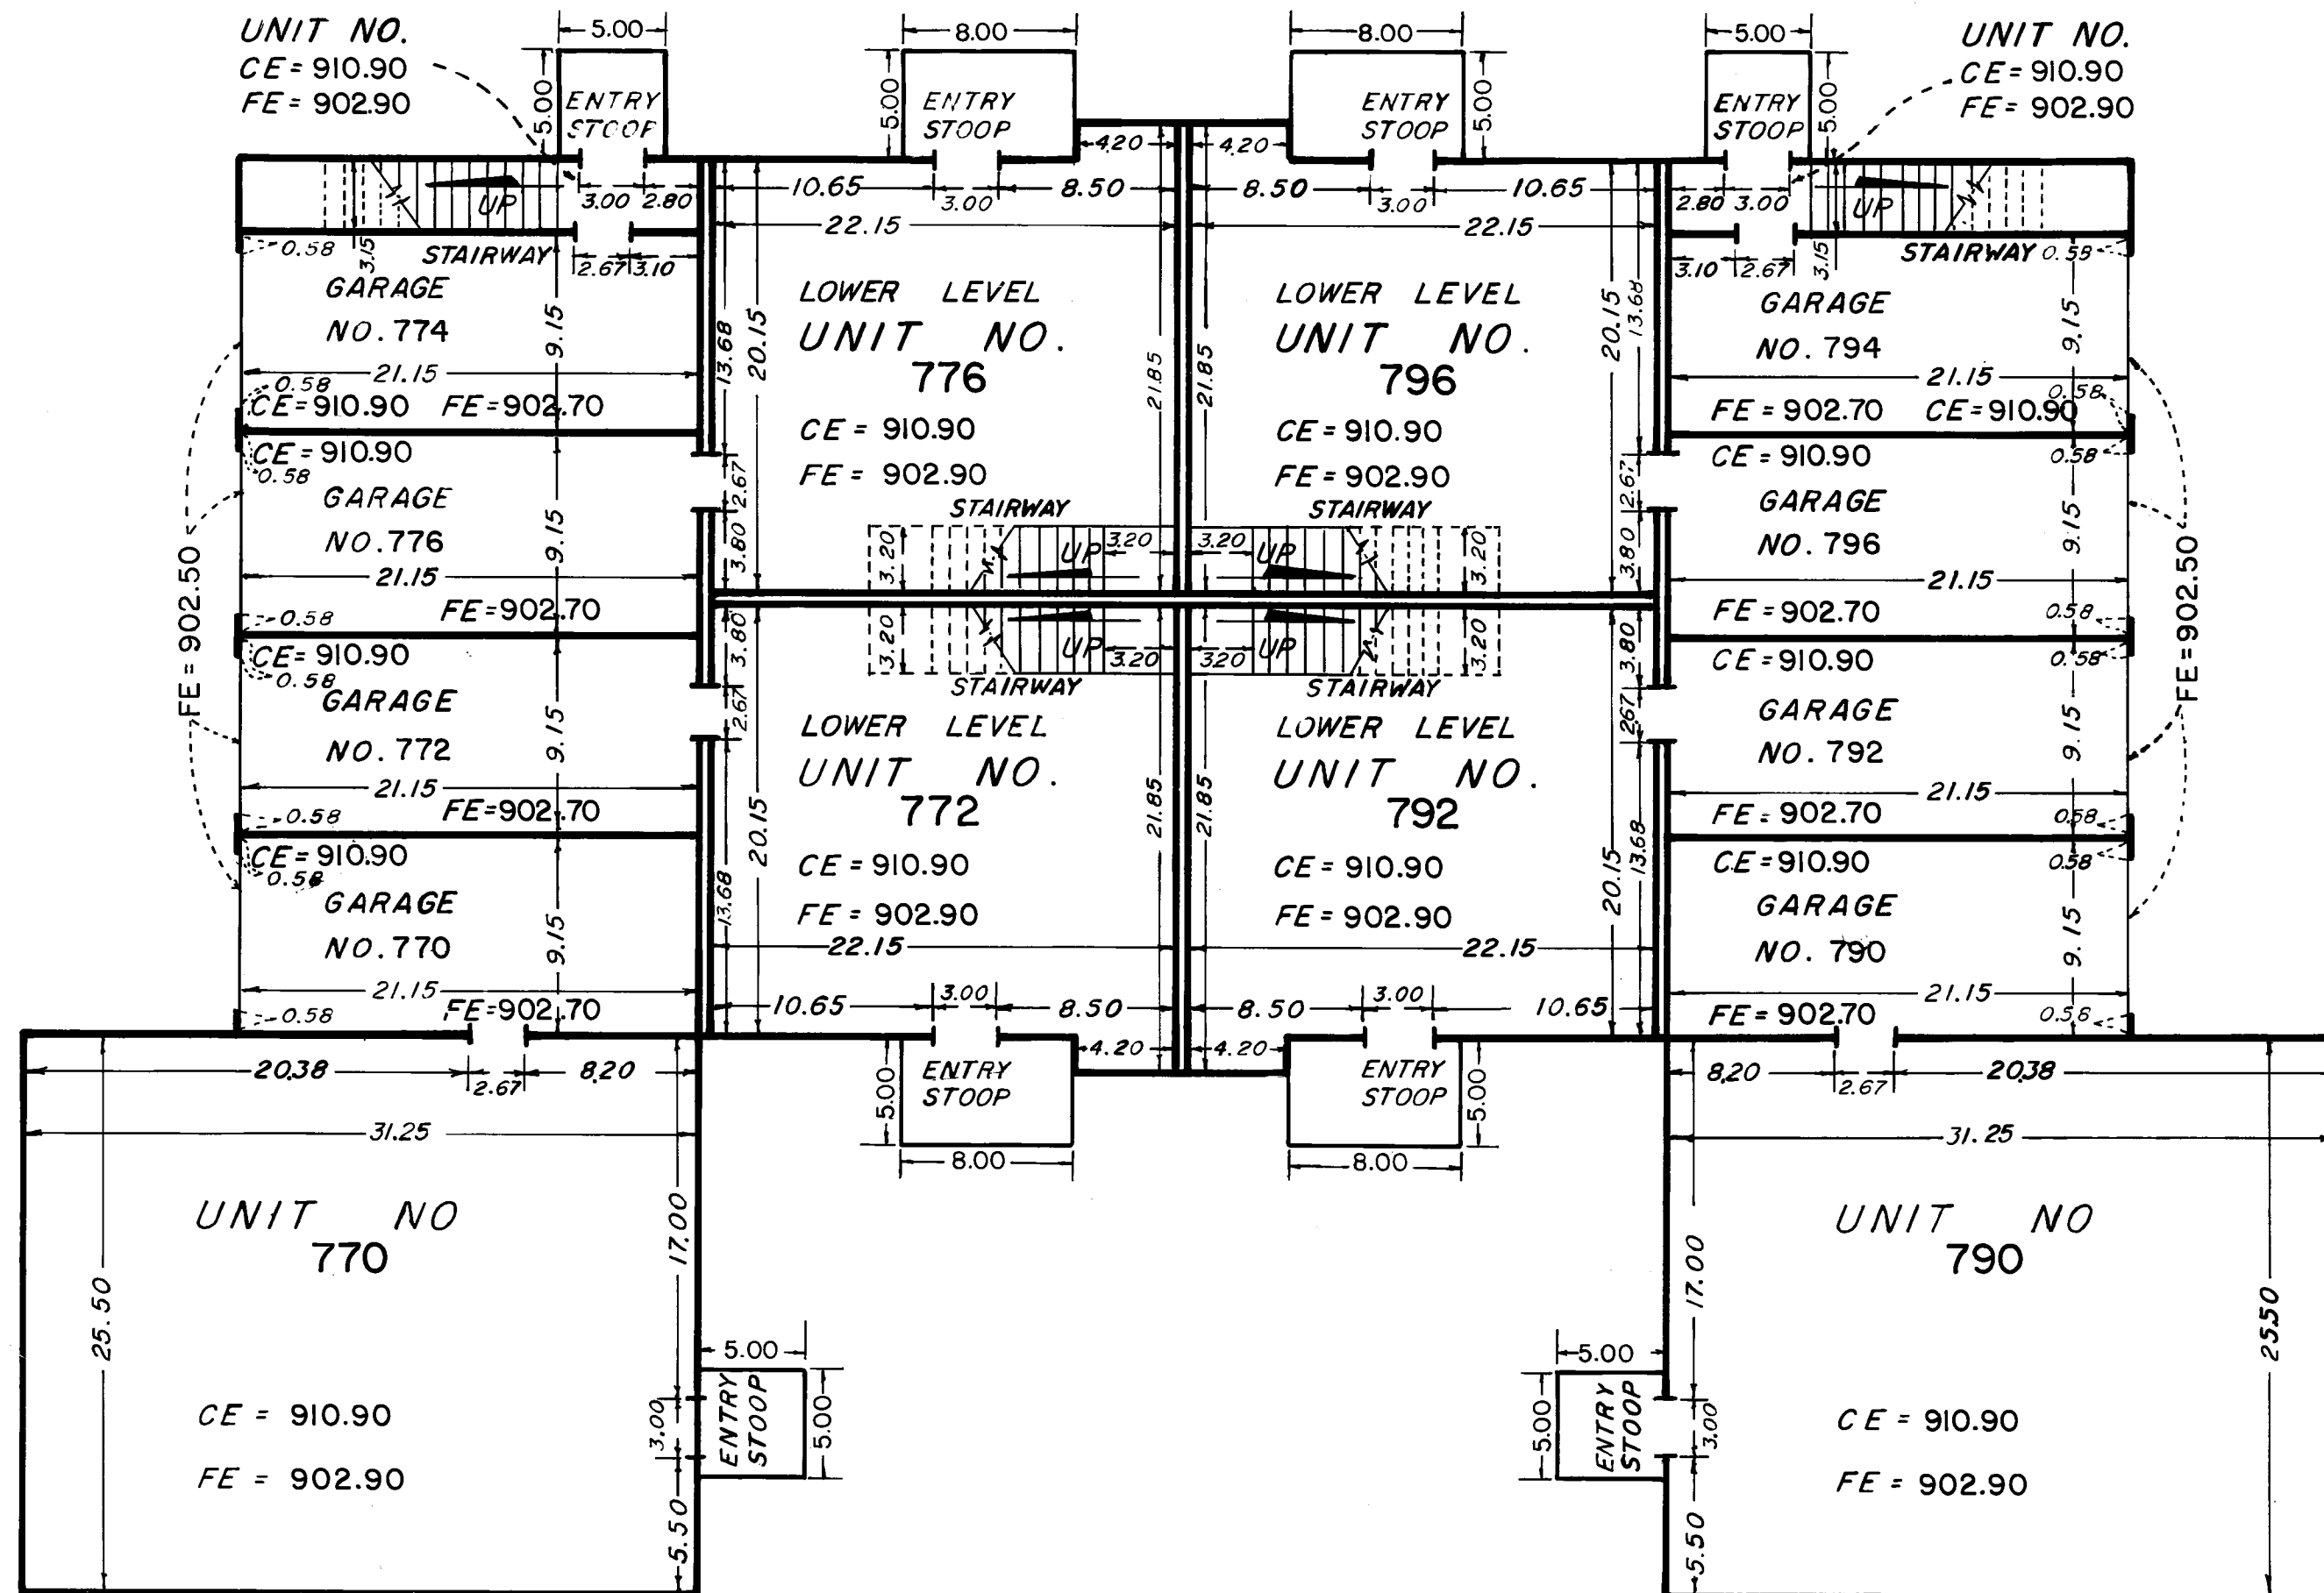 5.00
8.00
8.00
5.00
UNIT NO.
CE = 910.90
FE = 902.90
UNIT NO.
CE = 910.90
FE = 902.90
5.00
ENTRY
STOOP
5.00
ENTRY
STOOP
ENTRY
STOOP
5.00
ENTRY
STOOP
5.00
4.20
4.20
UP
3.00 2.80
10.65
3.00
8.50
8.50
3.00
10.65
2.80 3.00
UP
22.15
22.15
0.58
3.15
STAIRWAY
2.67 3.10
3.10 2.67
3.15
STAIRWAY
0.58
GARAGE
NO. 774
9.15
21.15
0.58
CE = 910.90 FE = 902.70
13.68
20.15
LOWER LEVEL
UNIT NO.
776
CE = 910.90
FE = 902.90
21.85
21.85
LOWER LEVEL
UNIT NO.
796
CE = 910.90
FE = 902.90
20.15
13.68
GARAGE
NO. 794
9.15
21.15
0.58
FE = 902.70 CE = 910.90
CE = 910.90
0.58
GARAGE
NO. 776
9.15
21.15
FE = 902.70
0.58
2.67
3.80
STAIRWAY
3.20
UP
3.20
STAIRWAY
3.20
UP
3.20
2.67
3.80
CE = 910.90
0.58
GARAGE
NO. 796
9.15
21.15
FE = 902.70
0.58
FE = 902.50
FE = 902.50
CE = 910.90
0.58
GARAGE
NO. 772
9.15
21.15
FE = 902.70
0.58
3.80
2.67
3.20
UP
3.20
STAIRWAY
3.20
UP
3.20
STAIRWAY
3.80
2.67
CE = 910.90
0.58
GARAGE
NO. 792
9.15
21.15
FE = 902.70
0.58
LOWER LEVEL
UNIT NO.
772
CE = 910.90
FE = 902.90
20.15
13.68
21.85
21.85
LOWER LEVEL
UNIT NO.
792
CE = 910.90
FE = 902.90
20.15
13.68
CE = 910.90
0.58
GARAGE
NO. 770
9.15
21.15
FE = 902.70
0.58
22.15
22.15
CE = 910.90
0.58
GARAGE
NO. 790
9.15
21.15
FE = 902.70
0.58
10.65
3.00
8.50
8.50
3.00
10.65
4.20
4.20
20.38
2.67
8.20
5.00
ENTRY
STOOP
8.00
ENTRY
STOOP
5.00
8.00
8.20
2.67
20.38
31.25
31.25
UNIT NO
770
25.50
17.00
CE = 910.90
FE = 902.90
3.00
5.50
5.00
ENTRY
STOOP
5.00
5.00
5.00
ENTRY
STOOP
UNIT NO
790
17.00
25.50
3.00
5.50
CE = 910.90
FE = 902.90